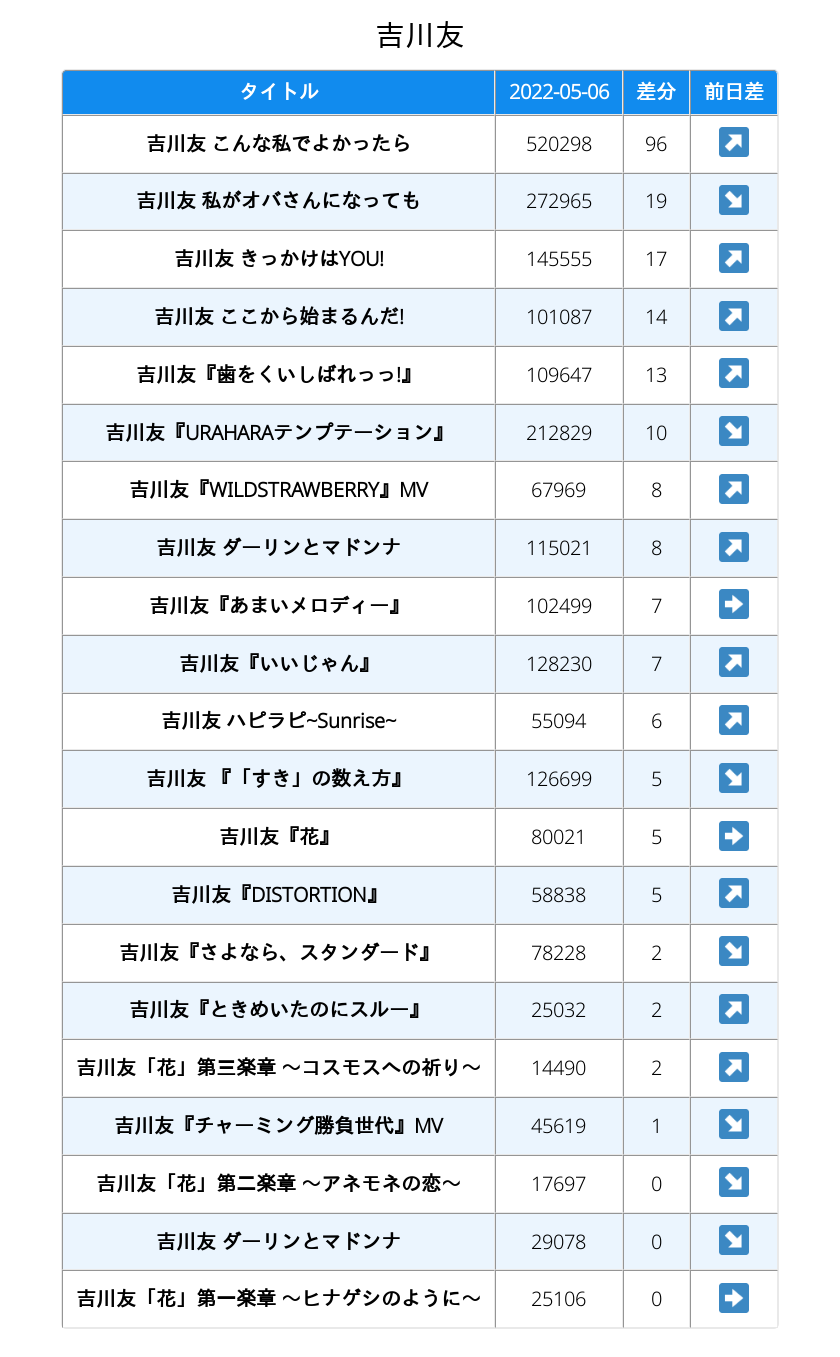 吉川友
タイトル 2022-05-06 差分 前日差
吉川友 こんな私でよかったら 520298 96 ↗
吉川友 私がオバさんになっても 272965 19 ↘
吉川友 きっかけはYOU! 145555 17 ↗
吉川友 ここから始まるんだ! 101087 14 ↗
吉川友『歯をくいしばれっっ!』 109647 13 ↗
吉川友『URAHARAテンプテーション』 212829 10 ↘
吉川友『WILDSTRAWBERRY』MV 67969 8 ↗
吉川友 ダーリンとマドンナ 115021 8 ↗
吉川友『あまいメロディー』 102499 7 ➡
吉川友『いいじゃん』 128230 7 ↗
吉川友 ハピラピ~Sunrise~ 55094 6 ↗
吉川友 『「すき」の数え方』 126699 5 ↘
吉川友『花』 80021 5 ➡
吉川友『DISTORTION』 58838 5 ↗
吉川友『さよなら、スタンダード』 78228 2 ↘
吉川友『ときめいたのにスルー』 25032 2 ↗
吉川友「花」第三楽章 〜コスモスへの祈り〜 14490 2 ↗
吉川友『チャーミング勝負世代』MV 45619 1 ↘
吉川友「花」第二楽章 〜アネモネの恋〜 17697 0 ↘
吉川友 ダーリンとマドンナ 29078 0 ↘
吉川友「花」第一楽章 〜ヒナゲシのように〜 25106 0 ➡